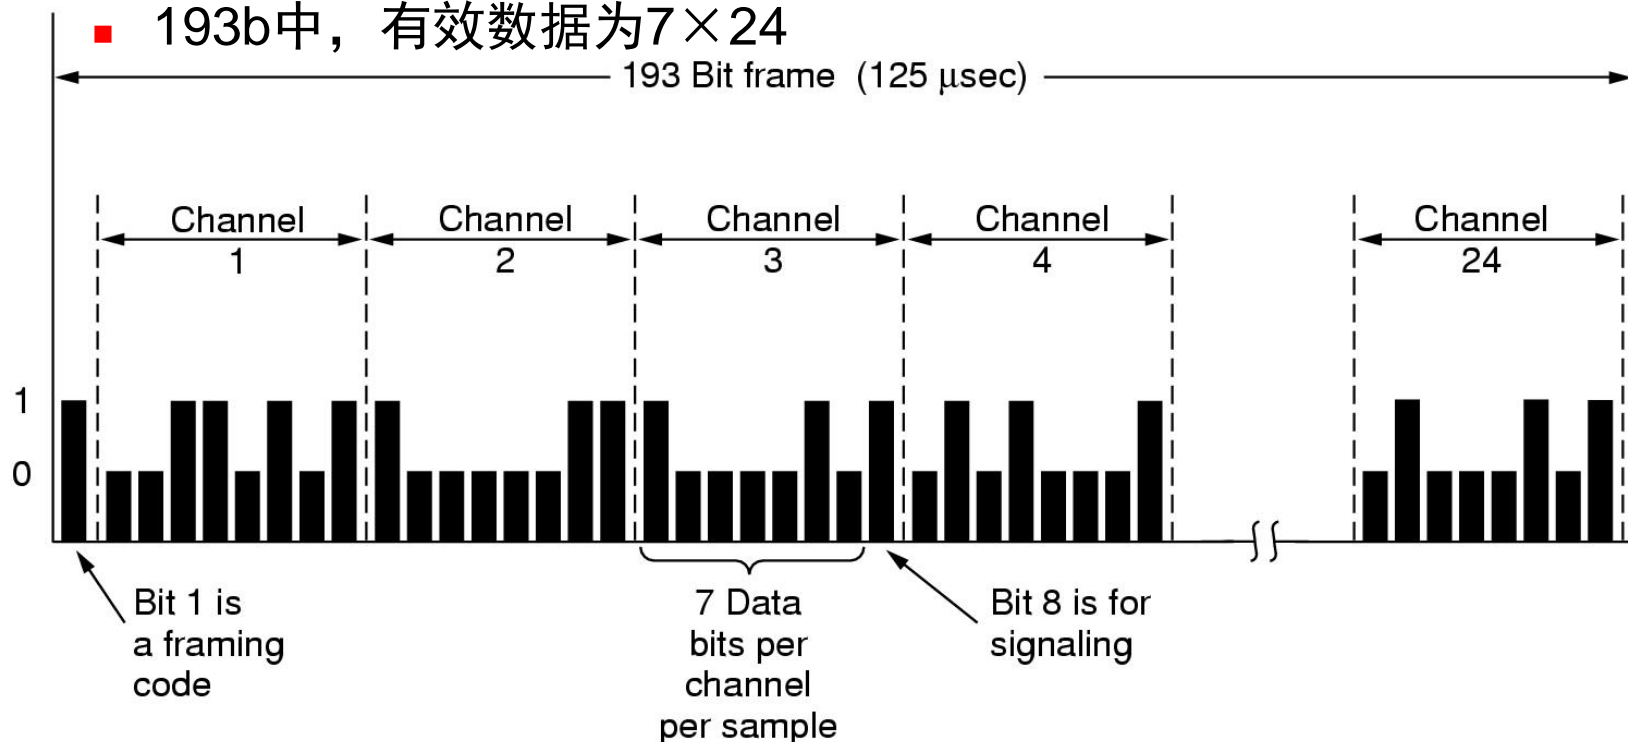 193b中，有效数据为7×24
193 Bit frame (125 μsec)
Channel
1
Channel
2
Channel
3
Channel
4
Channel
24
1
0
Bit 1 is
a framing
code
7 Data
bits per
channel
per sample
Bit 8 is for
signaling